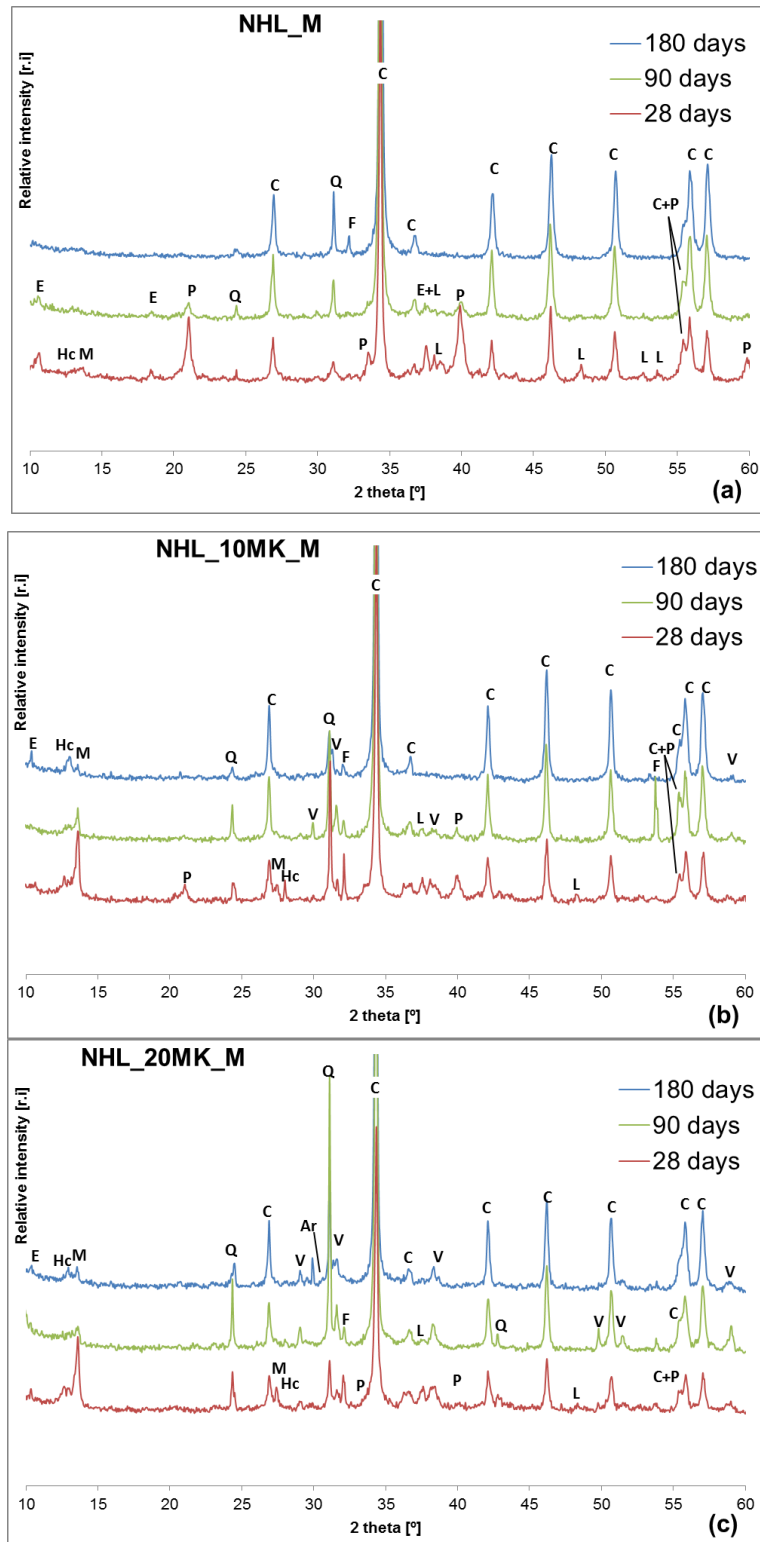 NHL_M
Relative intensity [r.i]
180 days
90 days
28 days
C
C Q F C C C C C+P C C
E E P Q E+L P
Hc M P L L L L P
10 15 20 25 30 35 40 45 50 55 60
2 theta [º]
(a)
NHL_10MK_M
Relative intensity [r.i]
180 days
90 days
28 days
C
E Hc M Q C Q V F C C C C C C+P C C V
V L V P F
P M Hc L
10 15 20 25 30 35 40 45 50 55 60
2 theta [º]
(b)
NHL_20MK_M
Relative intensity [r.i]
180 days
90 days
28 days
Q C
E Hc M Q C V Ar V C V C C C C C V
F L Q V V C
M Hc P P L C+P
10 15 20 25 30 35 40 45 50 55 60
2 theta [º]
(c)